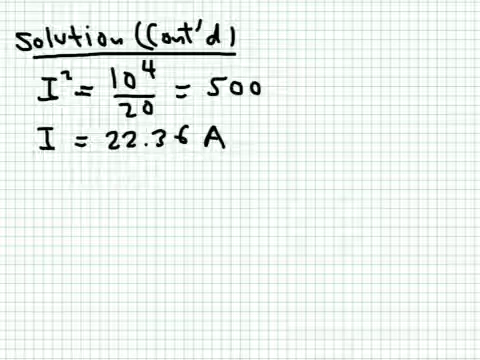 Solution (Cont'd)
I² = 10⁴/20 = 500
I = 22.36 A